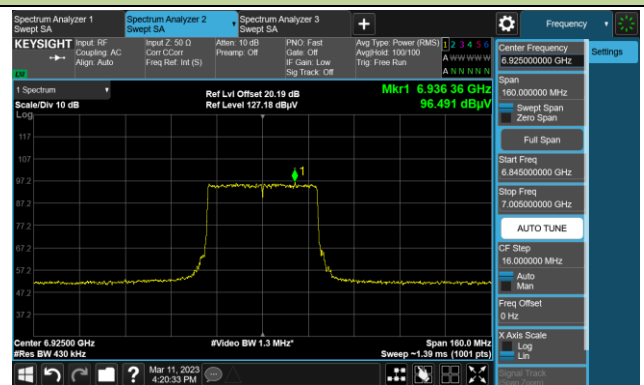 Spectrum Analyzer 1
Swept SA
Spectrum Analyzer 2
Swept SA
Spectrum Analyzer 3
Swept SA
Frequency
KEYSIGHT
Input: RF
Coupling: AC
Align: Auto
Input Z: 50 Ω
Corr CCorr
Freq Ref: Int (S)
Atten: 10 dB
Preamp: Off
PNO: Fast
Gate: Off
IF Gain: Low
Sig Track: Off
Avg Type: Power (RMS)
Avg|Hold: 100/100
Trig: Free Run
1 2 3 4 5 6
A W W W W W
A N N N N N
LW
1 Spectrum
Scale/Div 10 dB
Log
Ref Lvl Offset 20.19 dB
Ref Level 127.18 dBμV
Mkr1 6.936 36 GHz
96.491 dBμV
1
117
107
97.2
87.2
77.2
67.2
57.2
47.2
37.2
Center 6.92500 GHz
#Res BW 430 kHz
#Video BW 1.3 MHz*
Span 160.0 MHz
Sweep ~1.39 ms (1001 pts)
Center Frequency
6.925000000 GHz
Settings
Span
160.000000 MHz
Swept Span
Zero Span
Full Span
Start Freq
6.845000000 GHz
Stop Freq
7.005000000 GHz
AUTO TUNE
CF Step
16.000000 MHz
Auto
Man
Freq Offset
0 Hz
X Axis Scale
Log
Lin
Signal Track
(Span Zoom)
?
Mar 11, 2023
4:20:33 PM